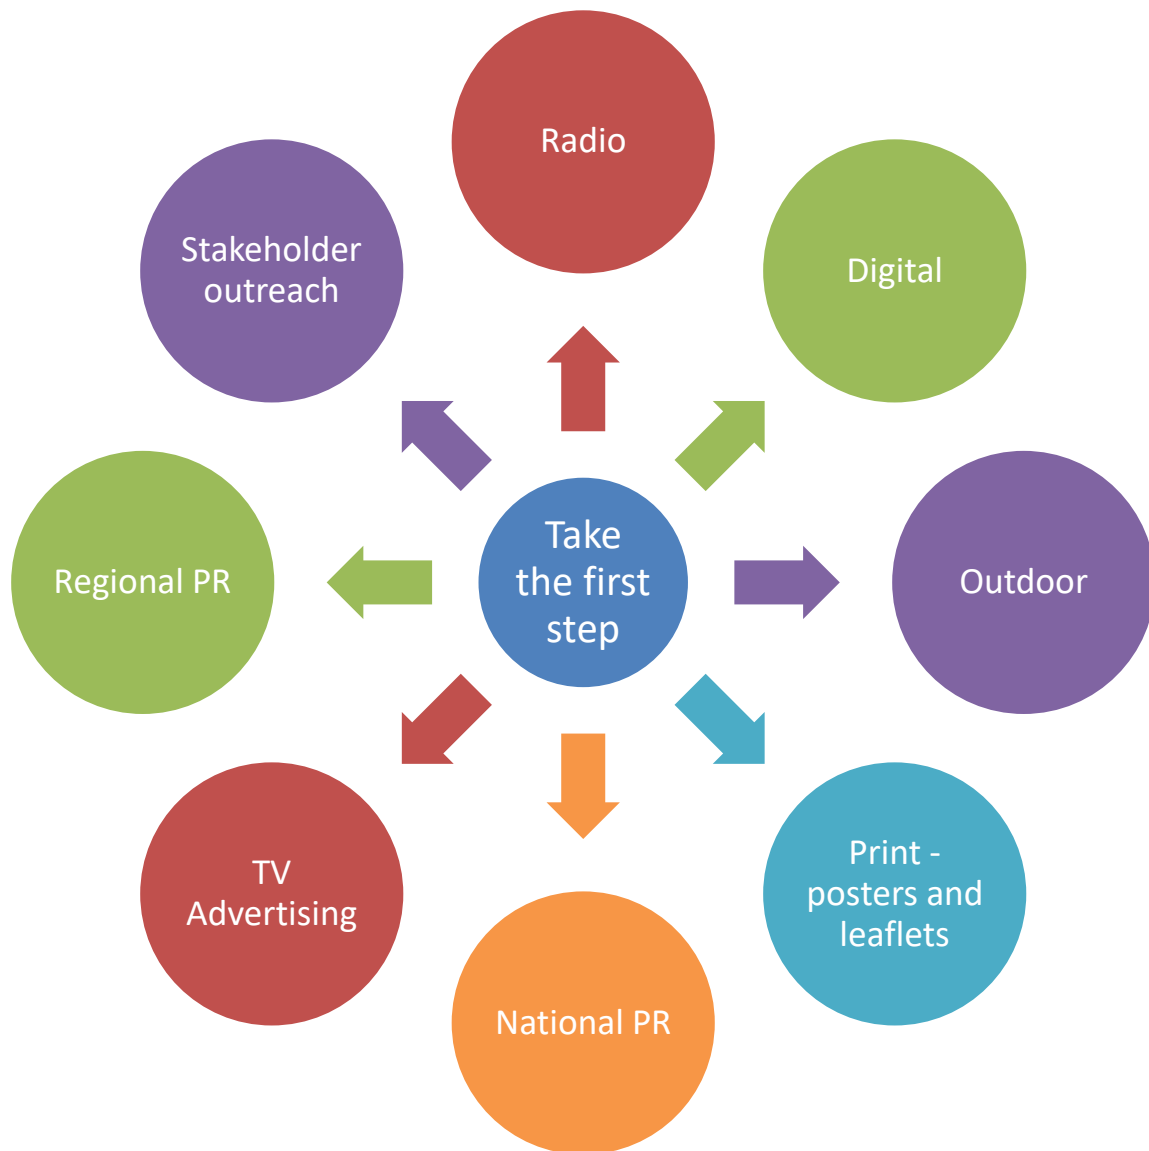 Radio
Stakeholder
outreach
Digital
Regional PR
Take
the first
step
Outdoor
TV
Advertising
Print -
posters and
leaflets
National PR